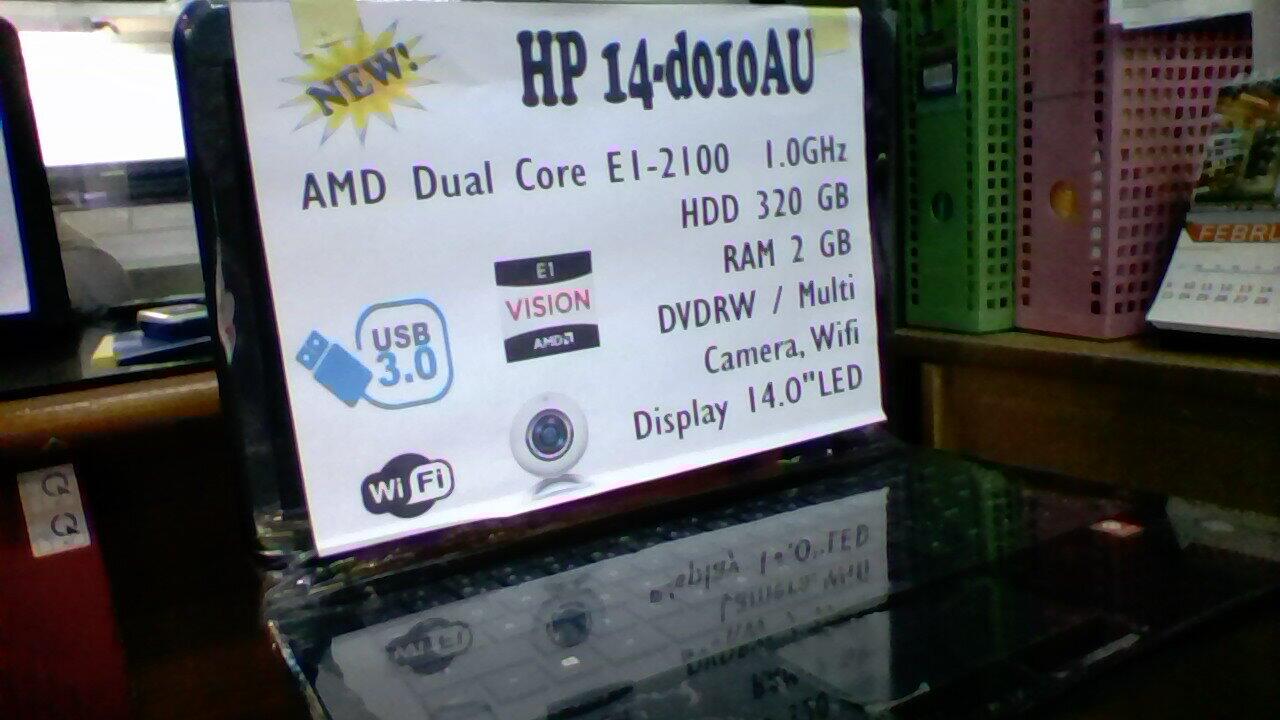 NEW!
HP 14-d010AU
AMD Dual Core E1-2100 1.0GHz
HDD 320 GB
RAM 2 GB
DVDRW / Multi
Camera, Wifi
Display 14.0"LED
E1
VISION
AMD
USB
3.0
Wi Fi
FEBRU